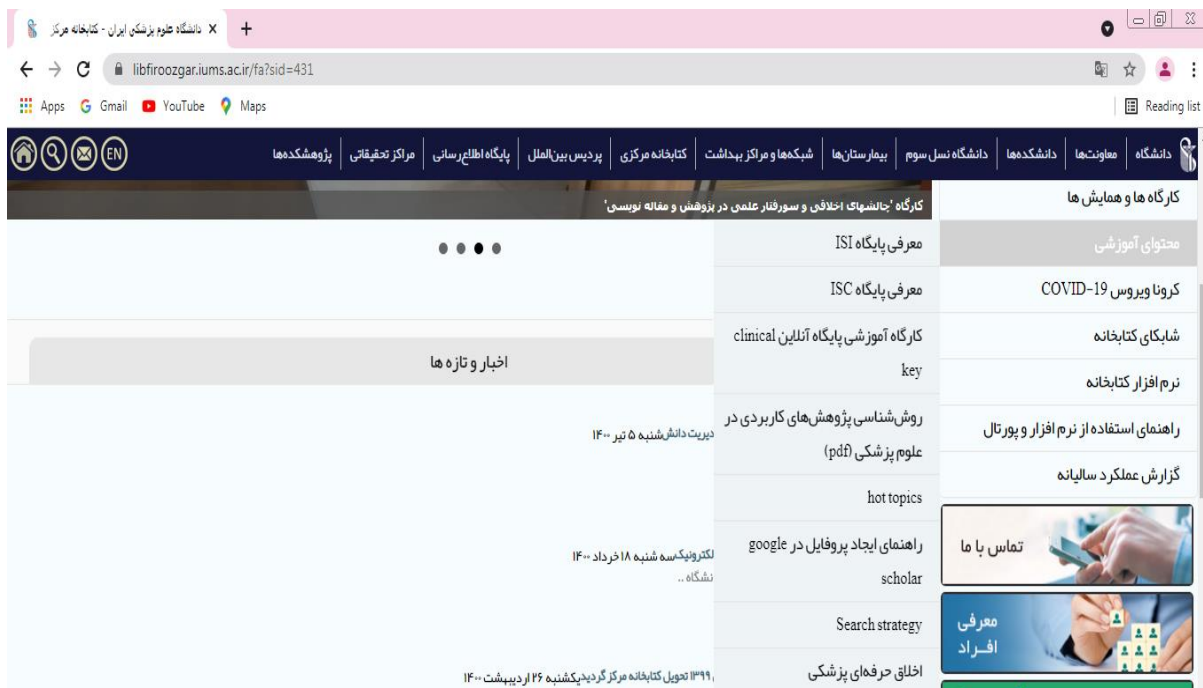 دانشگاه علوم پزشکی ایران - کتابخانه مرکز
libfiroozgar.iums.ac.ir/fa?sid=431
Apps Gmail YouTube Maps Reading list
دانشگاه معاونت‌ها دانشکده‌ها دانشگاه نسل سوم بیمارستان‌ها شبکه‌ها و مراکز بهداشت کتابخانه مرکزی پردیس بین‌الملل پایگاه اطلاع‌رسانی مراکز تحقیقاتی پژوهشکده‌ها EN
کارگاه ها و همایش ها
محتوای آموزشی
کرونا ویروس COVID-19
شابکای کتابخانه
نرم افزار کتابخانه
راهنمای استفاده از نرم افزار و پورتال
گزارش عملکرد سالیانه
تماس با ما
معرفی
افراد
کارگاه 'چالشهای اخلاقی و سورفتار علمی در پژوهش و مقاله نویسی'
معرفی پایگاه ISI
معرفی پایگاه ISC
کارگاه آموزشی پایگاه آنلاین clinical
key
روش‌شناسی پژوهش‌های کاربردی در
علوم پزشکی (pdf)
hot topics
راهنمای ایجاد پروفایل در google
scholar
Search strategy
اخلاق حرفه‌ای پزشکی
اخبار و تازه ها
دیریت دانش شنبه ۵ تیر ۱۴۰۰
لکترونیک سه شنبه ۱۸ خرداد ۱۴۰۰
نشگاه ..
۱۳۹۹ تحویل کتابخانه مرکز گردید یکشنبه ۲۶ اردیبهشت ۱۴۰۰